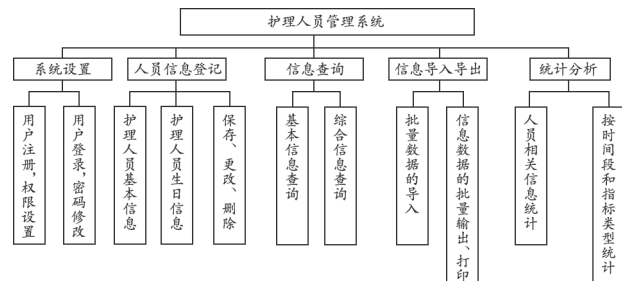 护理人员管理系统
系统设置
人员信息登记
信息查询
信息导入导出
统计分析
用户注册,权限设置
用户登录,密码修改
护理人员基本信息
护理人员生日信息
保存、更改、删除
基本信息查询
综合信息查询
批量数据的导入
信息数据的批量输出、打印
人员相关信息统计
按时间段和指标类型统计